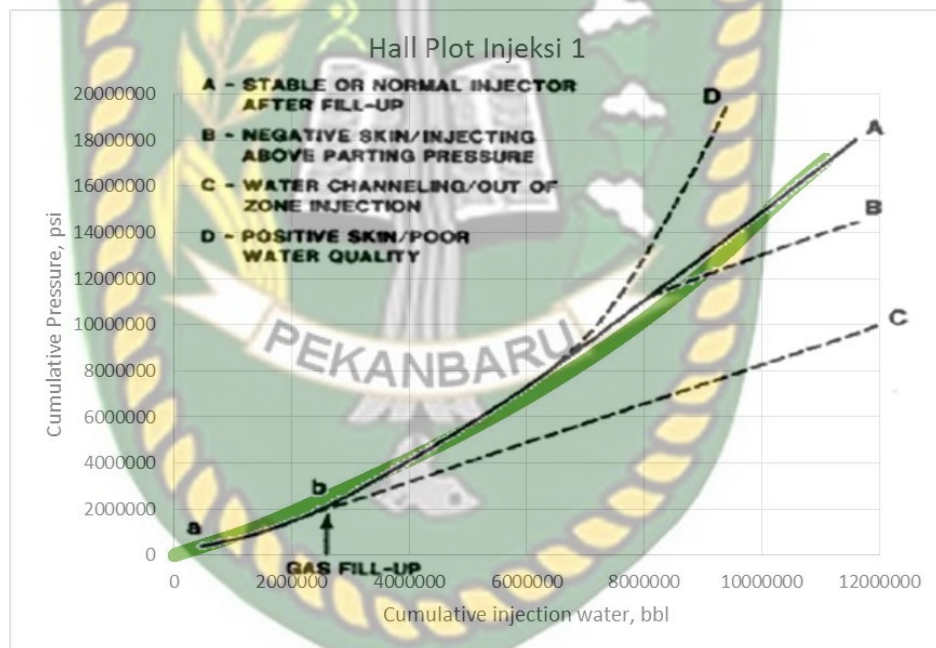 Hall Plot Injeksi 1
A - STABLE OR NORMAL INJECTOR
AFTER FILL-UP
B - NEGATIVE SKIN/INJECTING
ABOVE PARTING PRESSURE
C - WATER CHANNELING/OUT OF
ZONE INJECTION
D - POSITIVE SKIN/POOR
WATER QUALITY
D
A
B
C
b
a
GAS FILL-UP
PEKANBARU
Cumulative Pressure, psi
20000000
18000000
16000000
14000000
12000000
10000000
8000000
6000000
4000000
2000000
0
0 2000000 4000000 6000000 8000000 10000000 12000000
Cumulative injection water, bbl